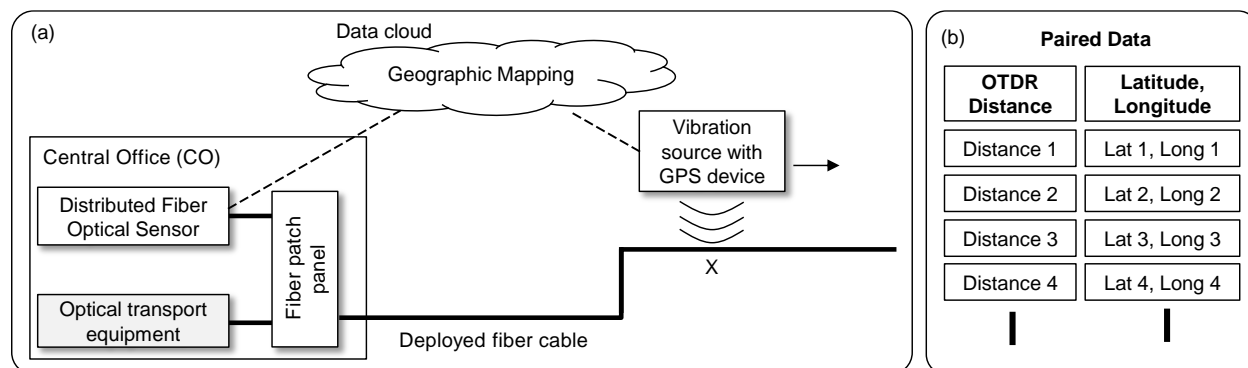 (a)
Data cloud
Geographic Mapping
Vibration
source with
GPS device
Central Office (CO)
Distributed Fiber
Optical Sensor
Fiber patch
panel
Optical transport
equipment
X
Deployed fiber cable
(b)
Paired Data
OTDR
Distance
Latitude,
Longitude
Distance 1
Lat 1, Long 1
Distance 2
Lat 2, Long 2
Distance 3
Lat 3, Long 3
Distance 4
Lat 4, Long 4